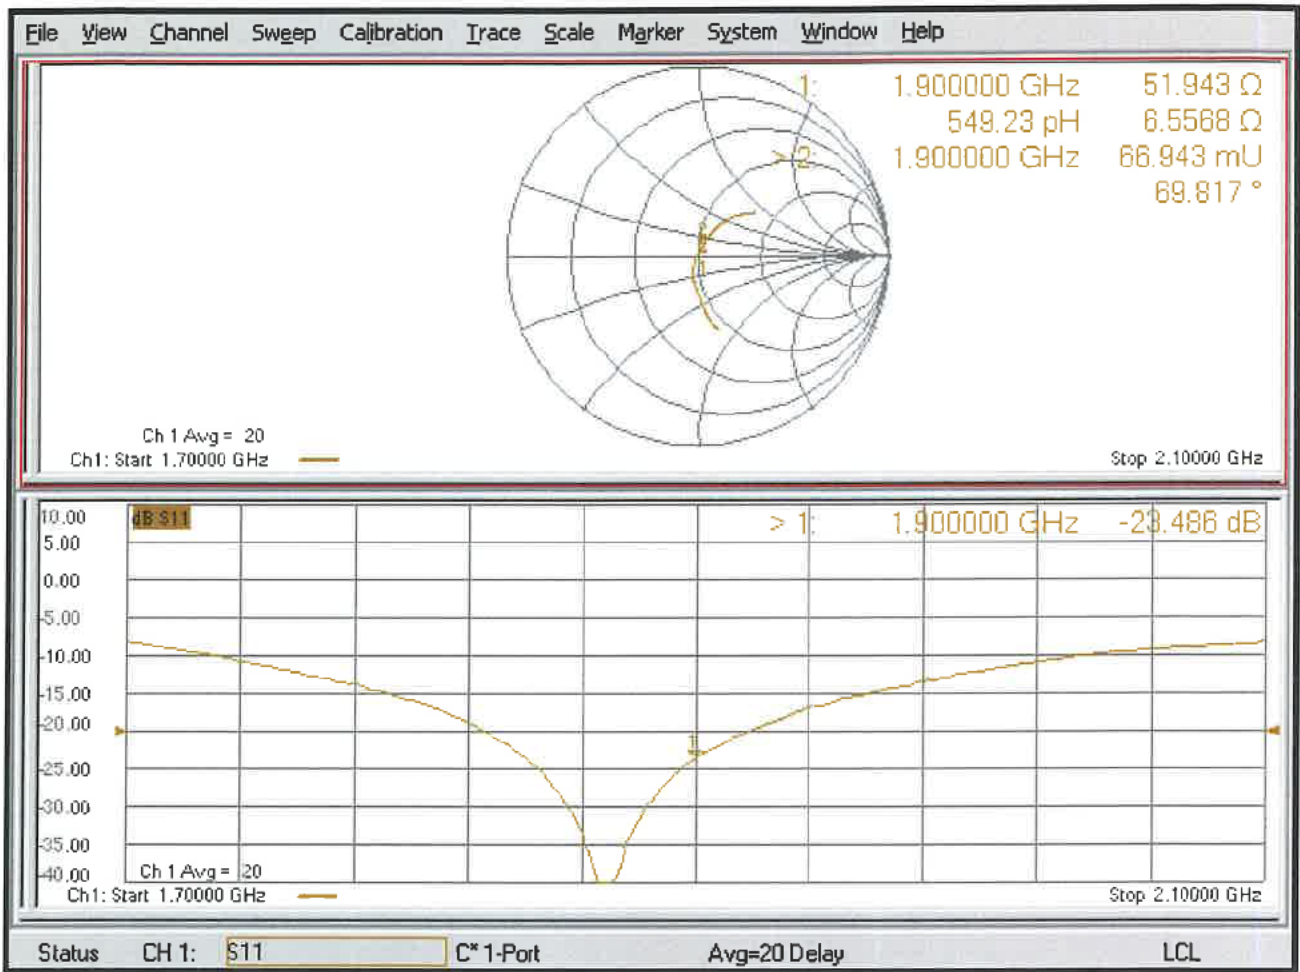 File View Channel Sweep Calibration Trace Scale Marker System Window Help
1: 1.900000 GHz 51.943 Ω
549.23 pH 6.5568 Ω
> 2: 1.900000 GHz 66.943 mU
69.817 °
2
1
Ch 1 Avg = 20
Ch1: Start 1.70000 GHz
Stop 2.10000 GHz
10.00
dB S11
> 1: 1.900000 GHz -23.486 dB
5.00
0.00
-5.00
-10.00
-15.00
-20.00
1
-25.00
-30.00
-35.00
-40.00
Ch 1 Avg = 20
Ch1: Start 1.70000 GHz
Stop 2.10000 GHz
Status CH 1: S11 C* 1-Port Avg=20 Delay LCL